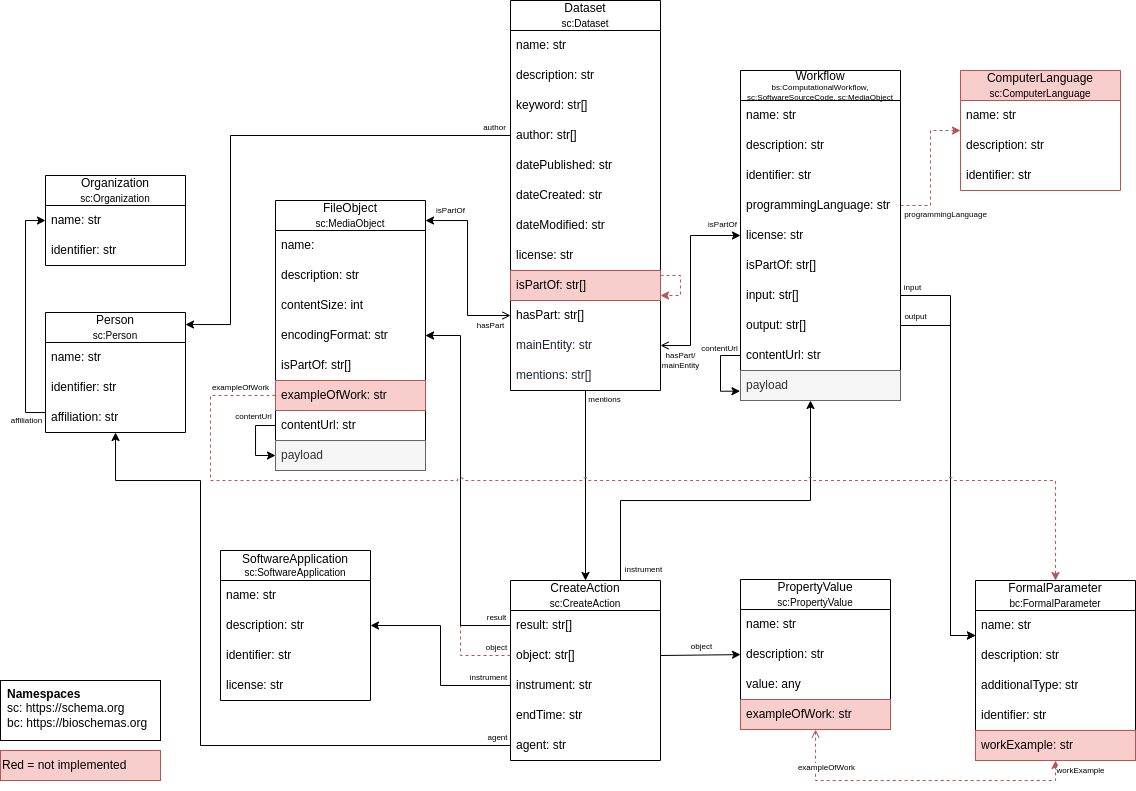 Dataset
sc:Dataset
name: str
description: str
keyword: str[]
author: str[]
datePublished: str
dateCreated: str
dateModified: str
license: str
isPartOf: str[]
hasPart: str[]
mainEntity: str
mentions: str[]
author
isPartOf
hasPart
mentions
Workflow
bs:ComputationalWorkflow,
sc:SoftwareSourceCode, sc:MediaObject
name: str
description: str
identifier: str
programmingLanguage: str
license: str
isPartOf: str[]
input: str[]
output: str[]
contentUrl: str
payload
isPartOf
hasPart/
mainEntity
contentUrl
programmingLanguage
input
output
ComputerLanguage
sc:ComputerLanguage
name: str
description: str
identifier: str
Organization
sc:Organization
name: str
identifier: str
Person
sc:Person
name: str
identifier: str
affiliation: str
affiliation
FileObject
sc:MediaObject
name:
description: str
contentSize: int
encodingFormat: str
isPartOf: str[]
exampleOfWork: str
contentUrl: str
payload
exampleOfWork
contentUrl
SoftwareApplication
sc:SoftwareApplication
name: str
description: str
identifier: str
license: str
CreateAction
sc:CreateAction
result: str[]
object: str[]
instrument: str
endTime: str
agent: str
instrument
result
object
instrument
agent
object
PropertyValue
sc:PropertyValue
name: str
description: str
value: any
exampleOfWork: str
exampleOfWork
FormalParameter
bc:FormalParameter
name: str
description: str
additionalType: str
identifier: str
workExample: str
workExample
Namespaces
sc: https://schema.org
bc: https://bioschemas.org
Red = not implemented